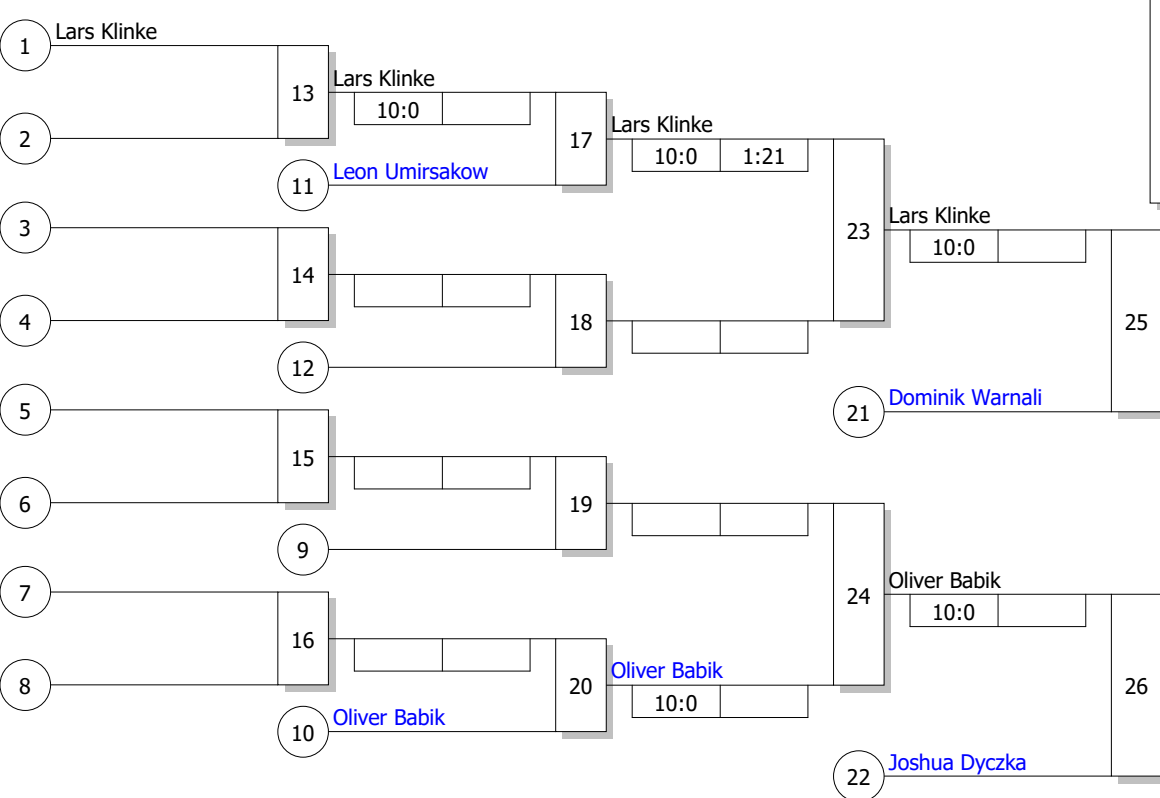 1 Lars Klinke
13 Lars Klinke
10:0
2
17 Lars Klinke
10:0 1:21
11 Leon Umirsakow
3
23 Lars Klinke
10:0
14
4
18
25
12
21 Dominik Warnali
5
15
6
19
9
7
24 Oliver Babik
10:0
16
8
20 Oliver Babik
10:0
26
10 Oliver Babik
22 Joshua Dyczka